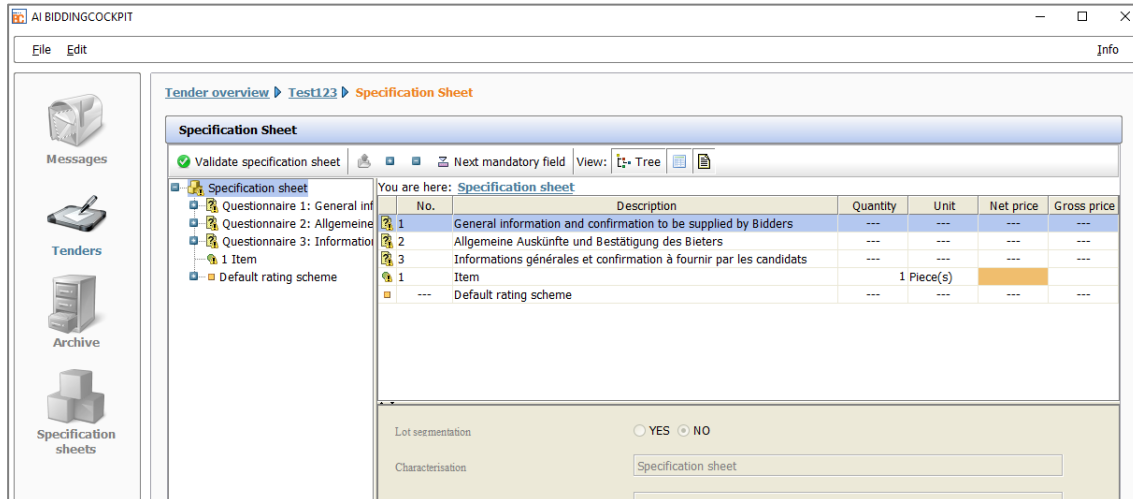 AI BIDDINGCOCKPIT
File Edit Info
Tender overview Test123 Specification Sheet
Specification Sheet
Validate specification sheet Next mandatory field View: Tree
Messages
Tenders
Archive
Specification
sheets
Specification sheet
Questionnaire 1: General inf
Questionnaire 2: Allgemeine
Questionnaire 3: Information
1 Item
Default rating scheme
You are here: Specification sheet
No. Description Quantity Unit Net price Gross price
1 General information and confirmation to be supplied by Bidders --- --- --- ---
2 Allgemeine Auskünfte und Bestätigung des Bieters --- --- --- ---
3 Informations générales et confirmation à fournir par les candidats --- --- --- ---
1 Item 1 Piece(s)
--- Default rating scheme --- --- --- ---
Lot segmentation YES NO
Characterisation Specification sheet